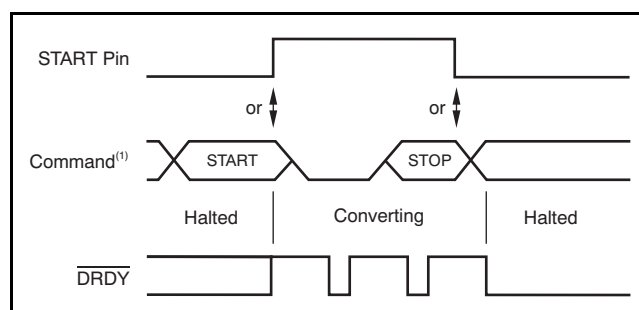 START Pin
or or
Command(1) START STOP
Halted Converting Halted
DRDY